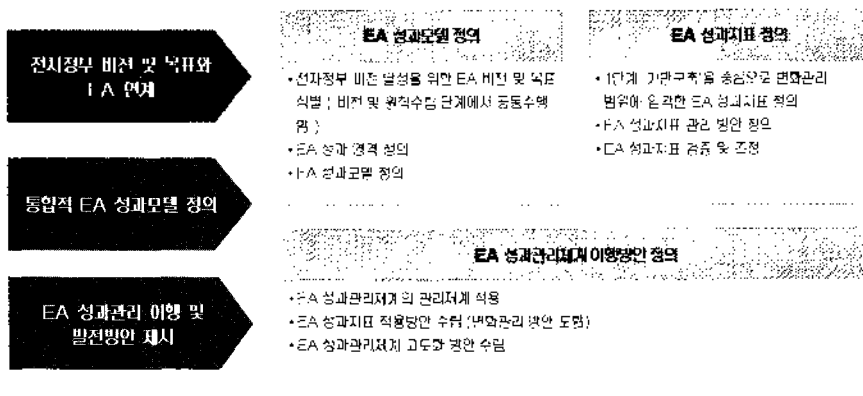 전자정부 비전 및 목표와
EA 연계
통합적 EA 성과모델 정의
EA 성과관리 이행 및
발전방안 제시
EA 성과모델 정의
• 전자정부 비전 달성을 위한 EA 비전 및 목표
식별 ( 비전 및 원칙수립 단계에서 공동수행
함 )
• EA 성과 영역 정의
• EA 성과모델 정의
EA 성과지표 정의
• 1단계 '기반구축'을 중심으로 변화관리
범위에 입각한 EA 성과지표 정의
• EA 성과지표 관리 방안 정의
• EA 성과지표 검증 및 조정
EA 성과관리체계 이행방안 정의
• EA 성과관리체계의 관리체계 적용
• EA 성과지표 적용방안 수립 (변화관리 방안 포함)
• EA 성과관리체계 고도화 방안 수립